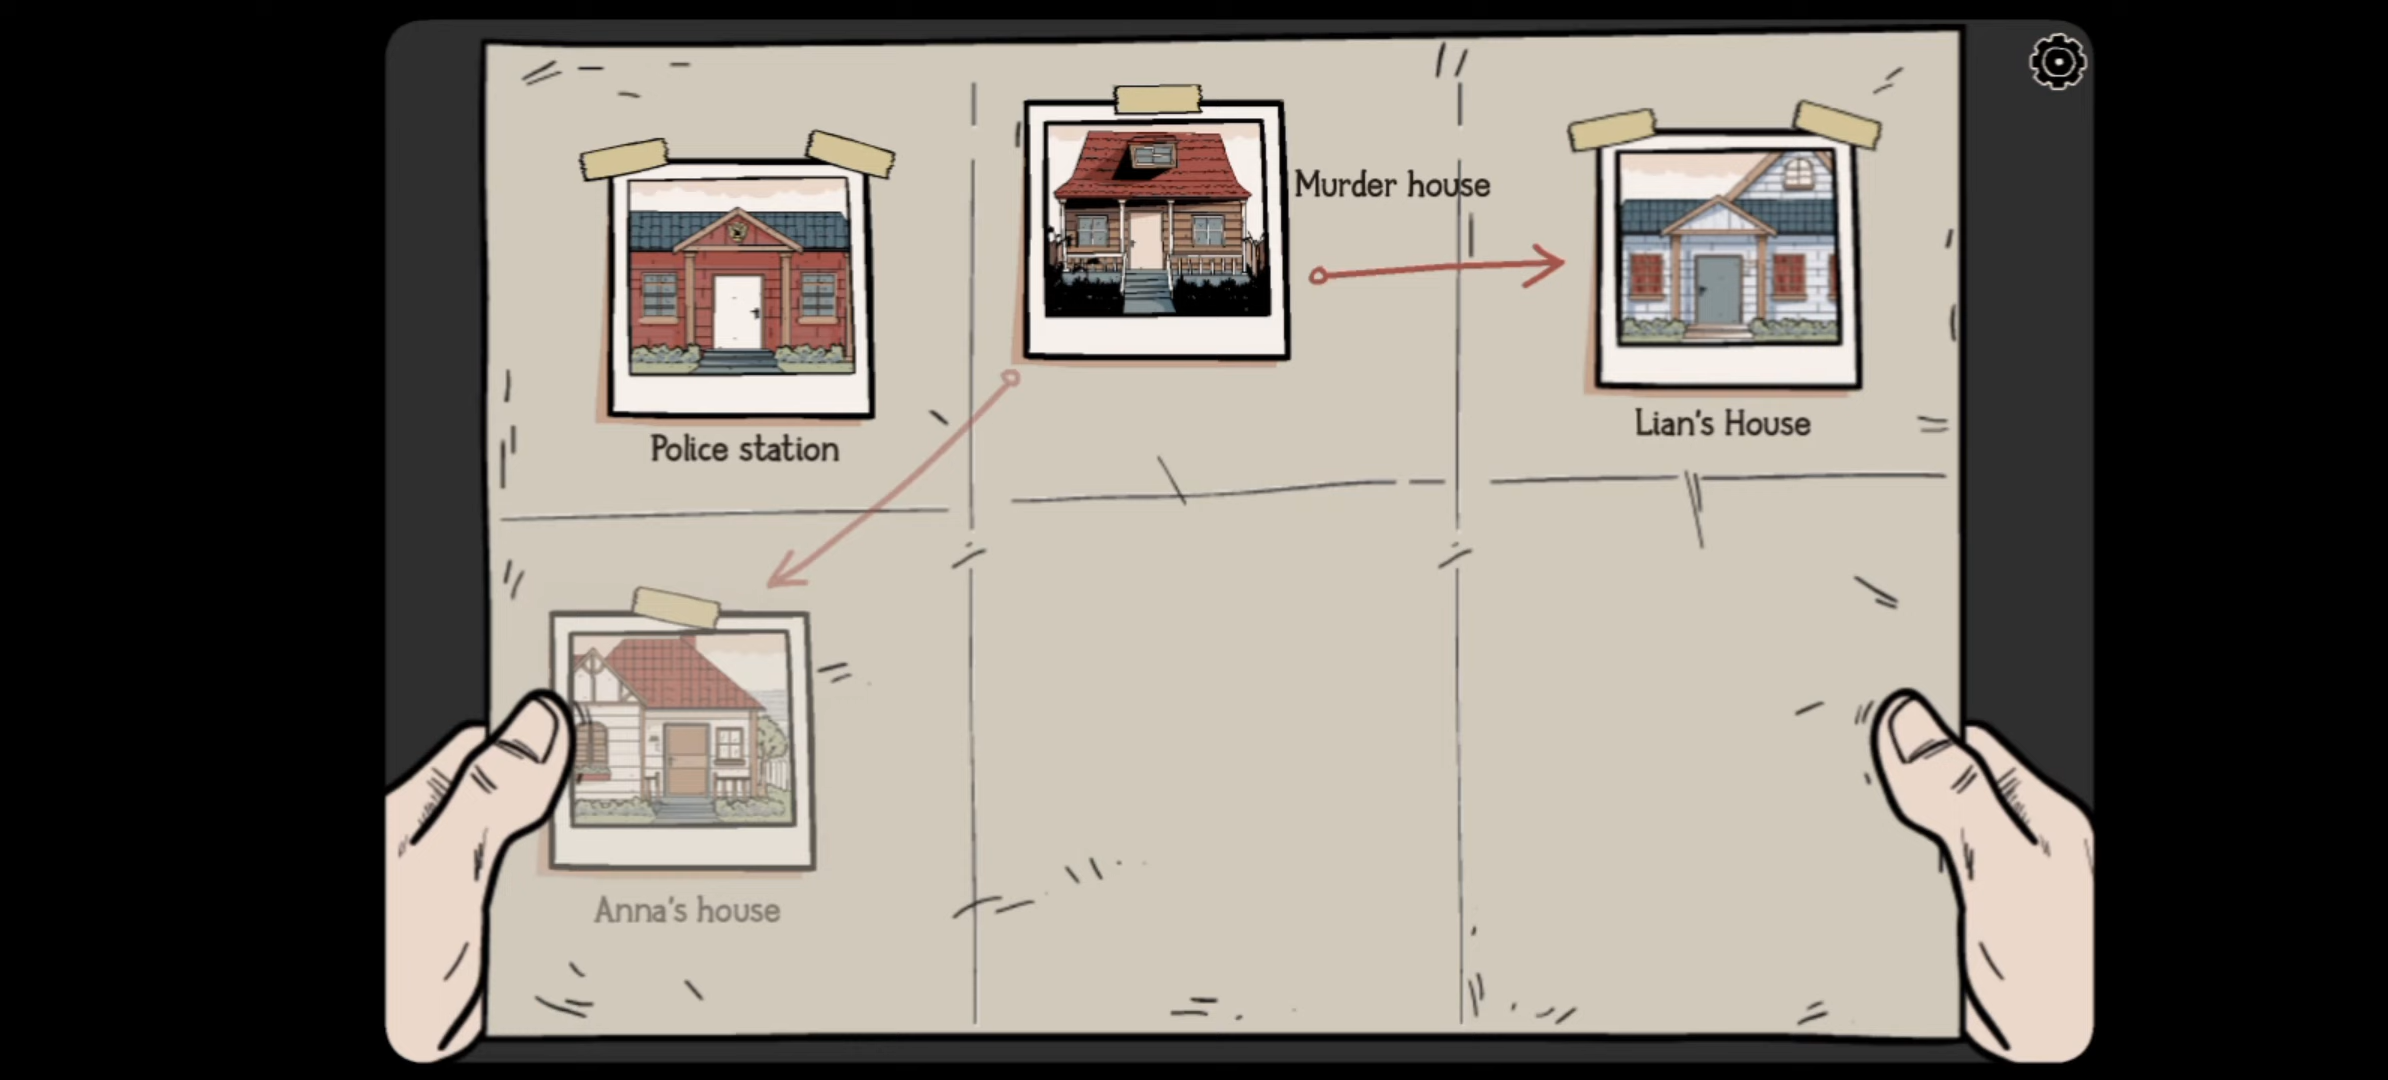 Murder house
Lian's House
Police station
Anna's house